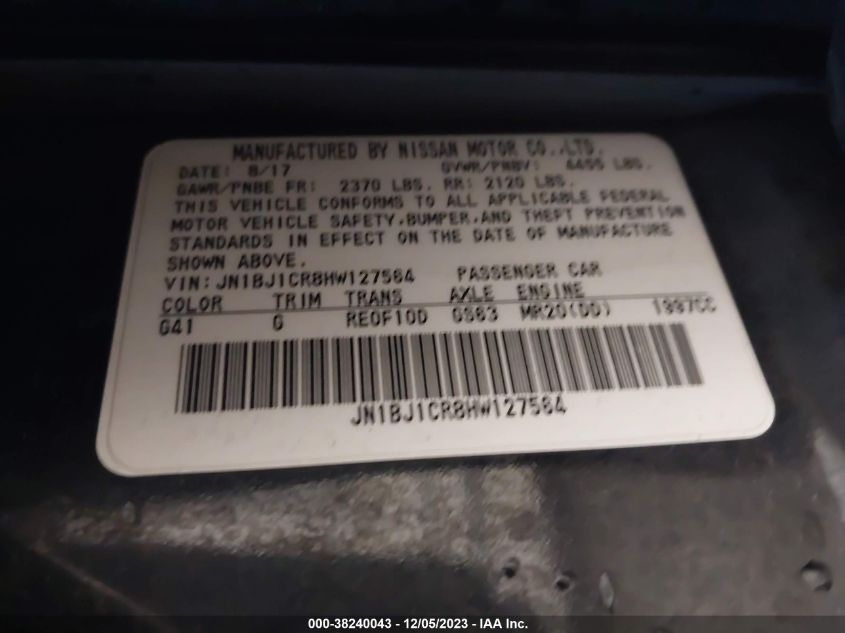 MANUFACTURED BY NISSAN MOTOR CO.,LTD.
DATE: 8/17 GVWR/PNBV: 4455 LBS.
GAWR/PNBE FR: 2370 LBS. RR: 2120 LBS.
THIS VEHICLE CONFORMS TO ALL APPLICABLE FEDERAL
MOTOR VEHICLE SAFETY,BUMPER,AND THEFT PREVENTION
STANDARDS IN EFFECT ON THE DATE OF MANUFACTURE
SHOWN ABOVE.
VIN:JN1BJ1CR8HW127564 PASSENGER CAR
COLOR TRIM TRANS AXLE ENGINE
G41 G RE0F10D GS63 MR20(DD) 1997CC
JN1BJ1CR8HW127564
000-38240043 - 12/05/2023 - IAA Inc.